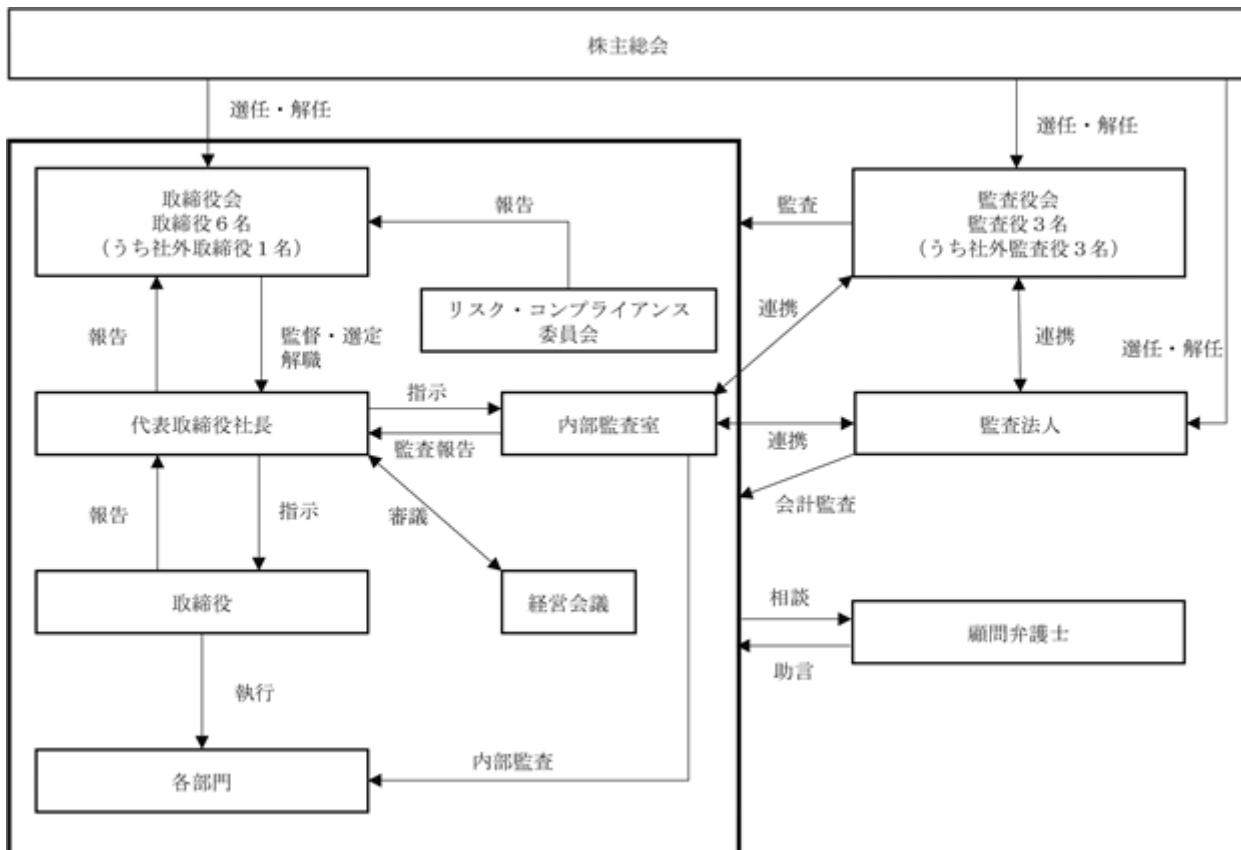 株主総会
選任・解任
選任・解任
取締役会
取締役６名
（うち社外取締役１名）
報告
監査
監査役会
監査役３名
（うち社外監査役３名）
リスク・コンプライアンス
委員会
報告
監督・選定
解職
連携
連携
選任・解任
代表取締役社長
指示
監査報告
内部監査室
連携
監査法人
会計監査
報告
指示
審議
取締役
経営会議
相談
助言
顧問弁護士
執行
各部門
内部監査